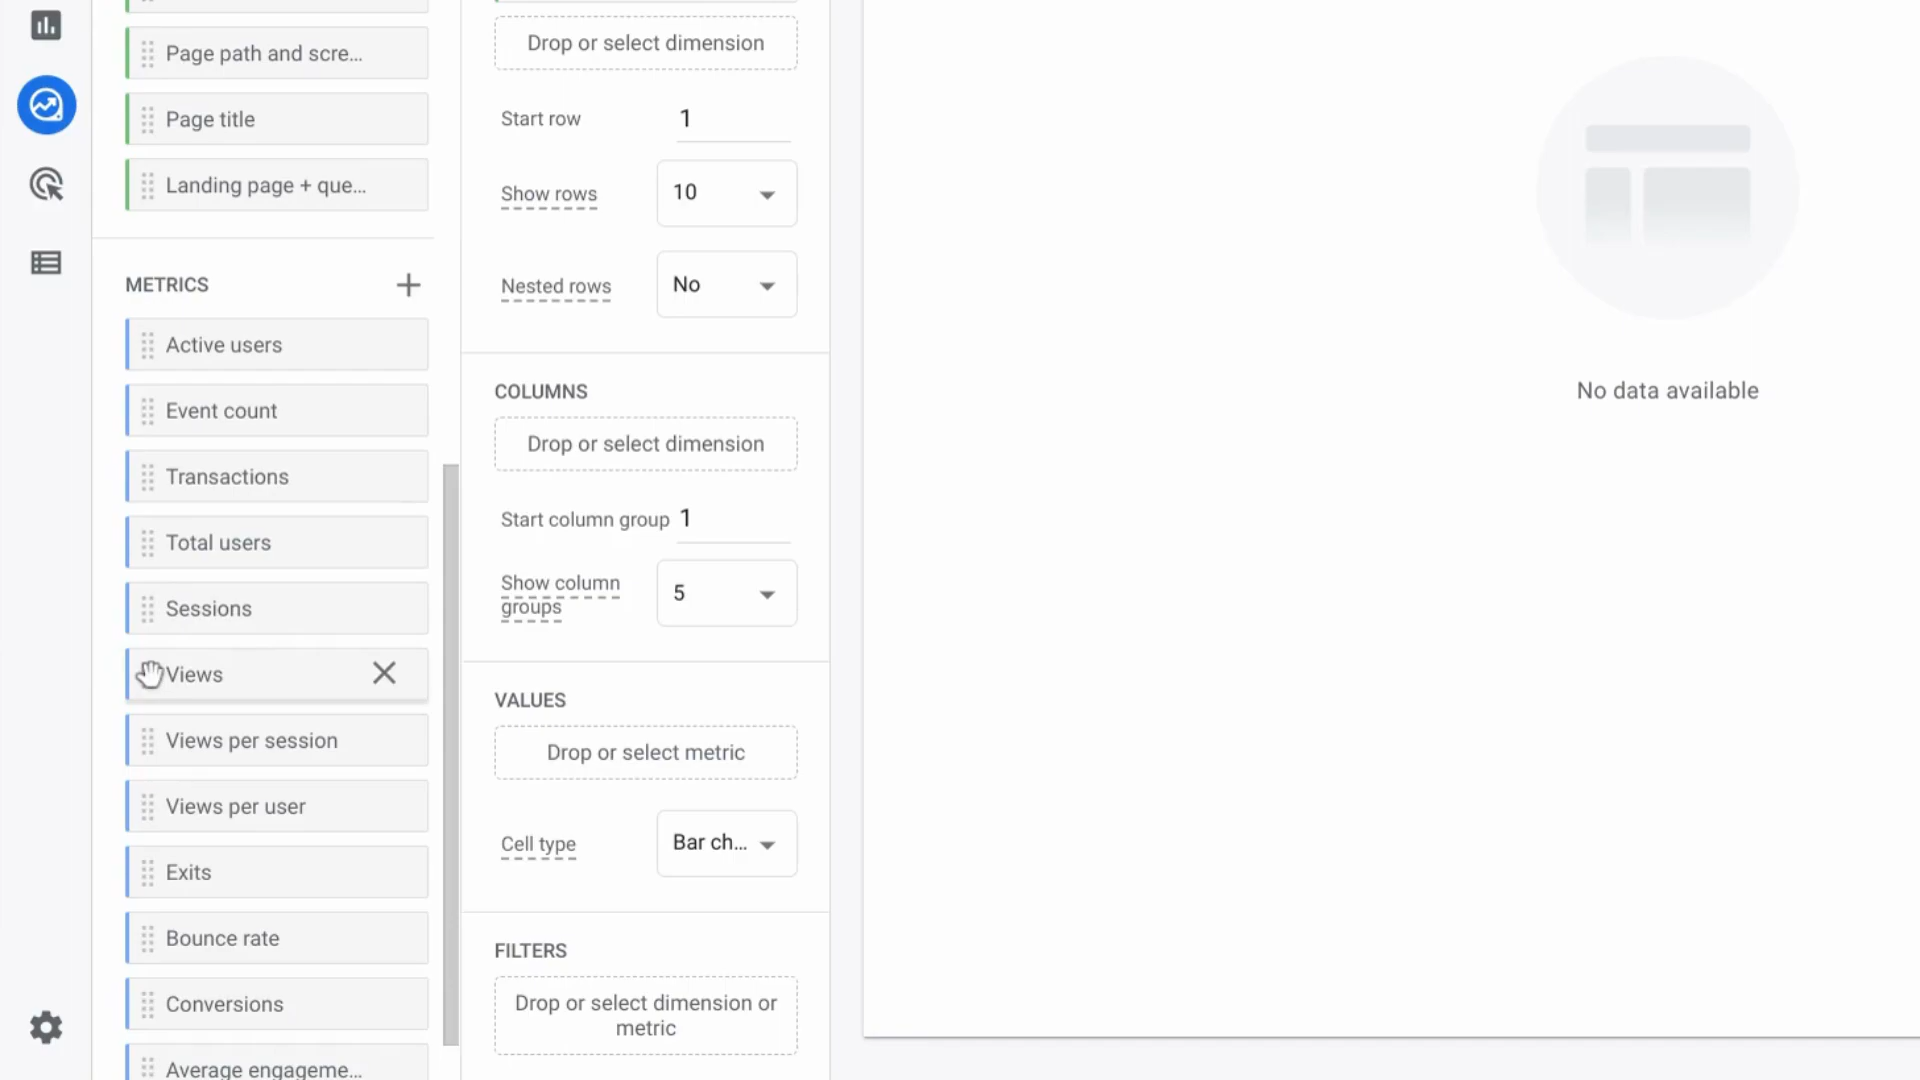 Page path and scre...
Page title
Landing page + que...
METRICS
Active users
Event count
Transactions
Total users
Sessions
Views
Views per session
Views per user
Exits
Bounce rate
Conversions
Average engageme...
Drop or select dimension
Start row 1
Show rows 10
Nested rows No
COLUMNS
Drop or select dimension
Start column group 1
Show column
groups 5
VALUES
Drop or select metric
Cell type Bar ch...
FILTERS
Drop or select dimension or
metric
No data available